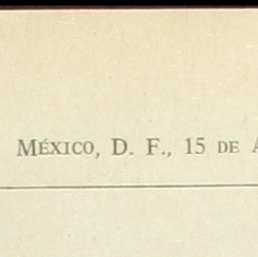 MÉXICO, D. F., 15 DE